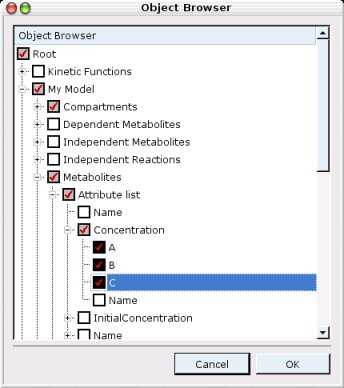 Object Browser
Object Browser
Root
Kinetic Functions
My Model
Compartments
Dependent Metabolites
Independent Metabolites
Independent Reactions
Metabolites
Attribute list
Name
Concentration
A
B
C
Name
InitialConcentration
Name
Cancel
OK